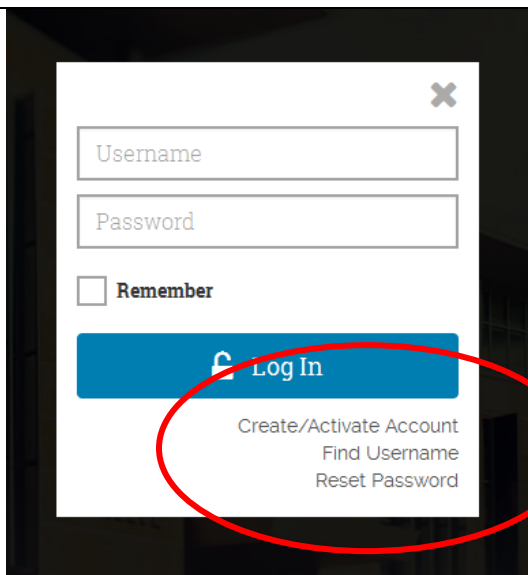 Username
Password
Remember
Log In
Create/Activate Account
Find Username
Reset Password